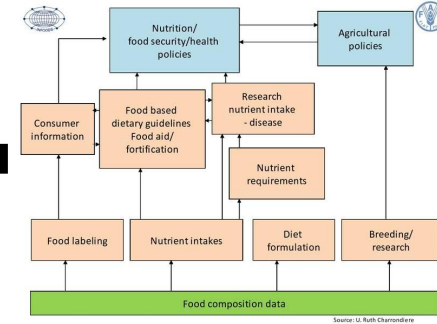 Nutrition/
food security/health
policies
Agricultural
policies
Consumer
information
Food based
dietary guidelines
Food aid/
fortification
Research
nutrient intake
- disease
Nutrient
requirements
Food labeling
Nutrient intakes
Diet
formulation
Breeding/
research
Food composition data
Source: U. Ruth Charrondiere